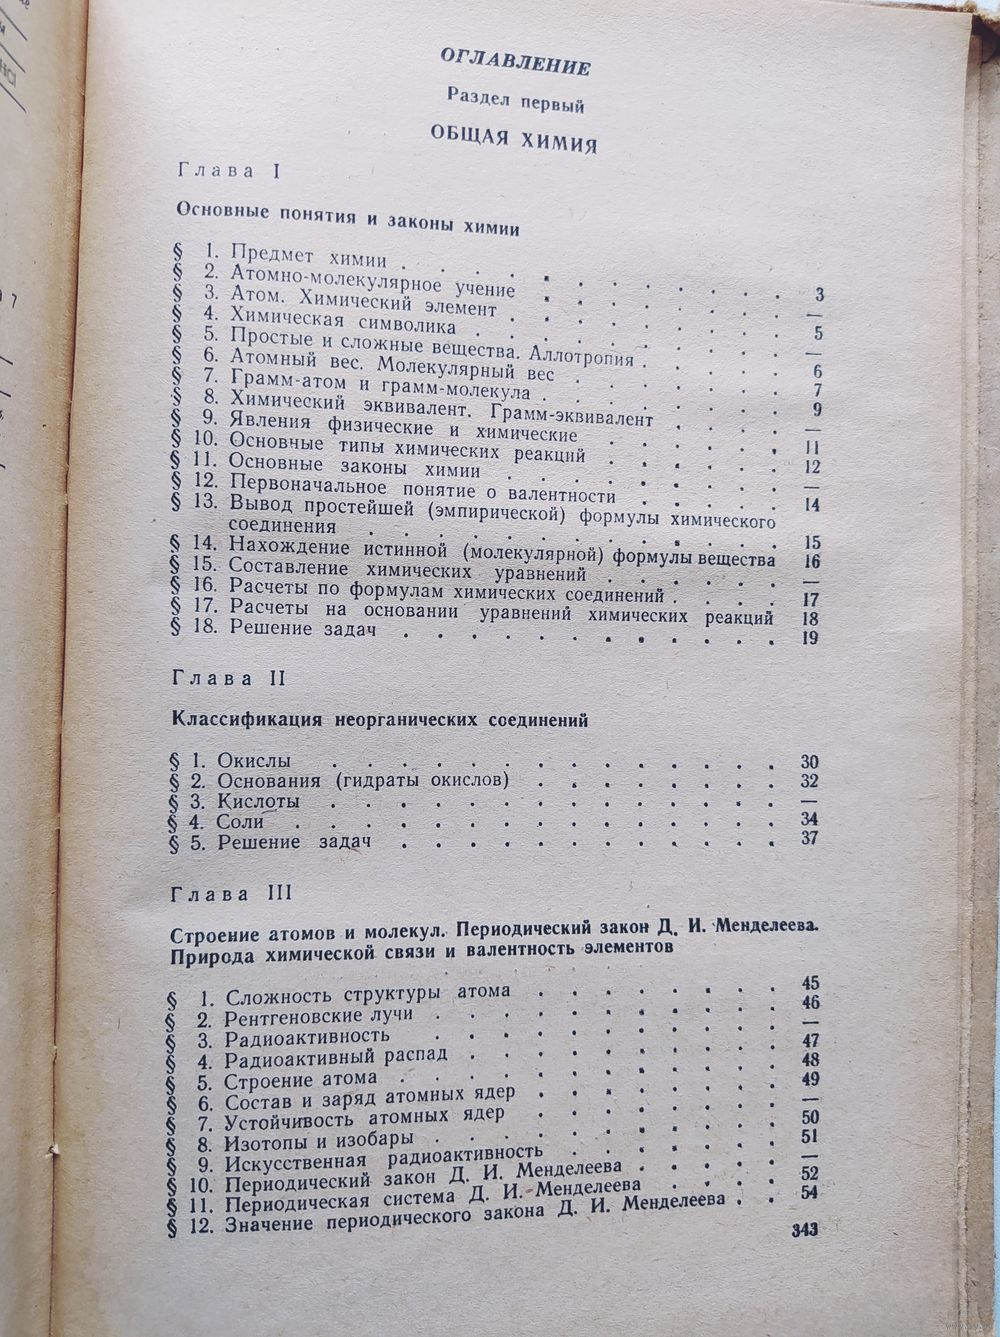 ОГЛАВЛЕНИЕ
Раздел первый
ОБЩАЯ ХИМИЯ
Глава I
Основные понятия и законы химии
§ 1. Предмет химии . . . . . . . . . . . . 3
§ 2. Атомно-молекулярное учение . . . . . . . . —
§ 3. Атом. Химический элемент . . . . . . . . . 5
§ 4. Химическая символика . . . . . . . . . . —
§ 5. Простые и сложные вещества. Аллотропия . . . . . 6
§ 6. Атомный вес. Молекулярный вес . . . . . . . 7
§ 7. Грамм-атом и грамм-молекула . . . . . . . . 9
§ 8. Химический эквивалент. Грамм-эквивалент . . . . —
§ 9. Явления физические и химические . . . . . . 11
§ 10. Основные типы химических реакций . . . . . . 12
§ 11. Основные законы химии . . . . . . . . . —
§ 12. Первоначальное понятие о валентности . . . . . 14
§ 13. Вывод простейшей (эмпирической) формулы химического
соединения . . . . . . . . . . . . . 15
§ 14. Нахождение истинной (молекулярной) формулы вещества 16
§ 15. Составление химических уравнений . . . . . . —
§ 16. Расчеты по формулам химических соединений . . . . 17
§ 17. Расчеты на основании уравнений химических реакций 18
§ 18. Решение задач . . . . . . . . . . . . 19
Глава II
Классификация неорганических соединений
§ 1. Окислы . . . . . . . . . . . . . . 30
§ 2. Основания (гидраты окислов) . . . . . . . . 32
§ 3. Кислоты . . . . . . . . . . . . . . —
§ 4. Соли . . . . . . . . . . . . . . . 34
§ 5. Решение задач . . . . . . . . . . . . 37
Глава III
Строение атомов и молекул. Периодический закон Д. И. Менделеева.
Природа химической связи и валентность элементов
§ 1. Сложность структуры атома . . . . . . . . 45
§ 2. Рентгеновские лучи . . . . . . . . . . . 46
§ 3. Радиоактивность . . . . . . . . . . . —
§ 4. Радиоактивный распад . . . . . . . . . . 47
§ 5. Строение атома . . . . . . . . . . . . 48
§ 6. Состав и заряд атомных ядер . . . . . . . . 49
§ 7. Устойчивость атомных ядер . . . . . . . . —
§ 8. Изотопы и изобары . . . . . . . . . . . 50
§ 9. Искусственная радиоактивность . . . . . . . 51
§ 10. Периодический закон Д. И. Менделеева . . . . . —
§ 11. Периодическая система Д. И. Менделеева . . . . 52
§ 12. Значение периодического закона Д. И. Менделеева . . 54
343